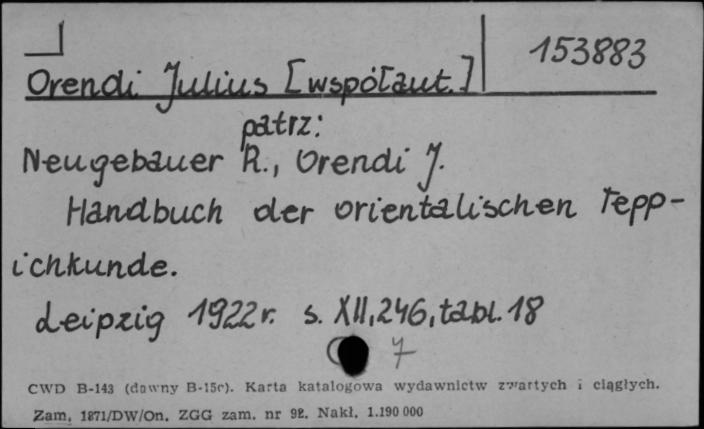 Orendi Julius [współaut.] 153883
patrz:
Neugebauer R., Orendi J.
Handbuch der orientalischen Tepp-
ichkunde.
Leipzig 1922 r. s. XII, 246, tabl. 18
7
CWD B-143 (dawny B-15c). Karta katalogowa wydawnictw zwartych i ciągłych.
Zam. 1871/DW/On. ZGG zam. nr 92. Nakł. 1.190 000